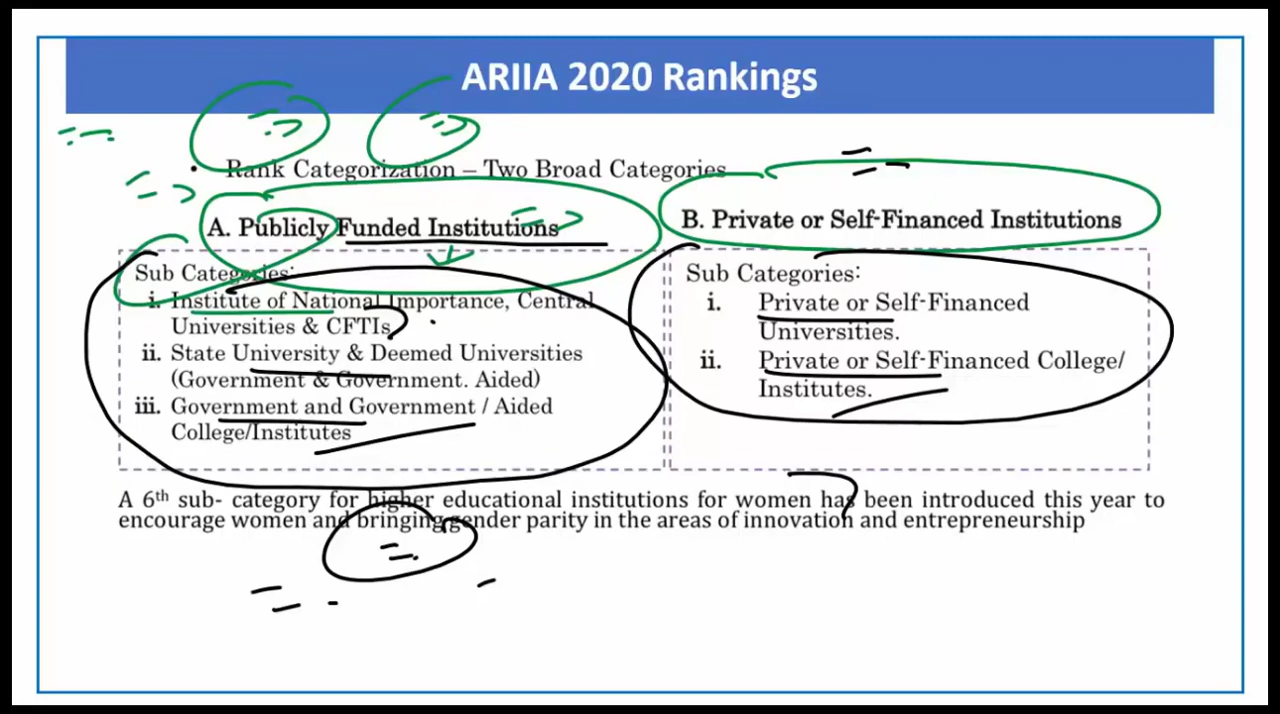 ARIIA 2020 Rankings
• Rank Categorization – Two Broad Categories
A. Publicly Funded Institutions
Sub Categories:
i. Institute of National Importance, Central
Universities & CFTIs
ii. State University & Deemed Universities
(Government & Government. Aided)
iii. Government and Government / Aided
College/Institutes
B. Private or Self-Financed Institutions
Sub Categories:
i. Private or Self-Financed
Universities.
ii. Private or Self-Financed College/
Institutes.
A 6th sub- category for higher educational institutions for women has been introduced this year to
encourage women and bringing gender parity in the areas of innovation and entrepreneurship